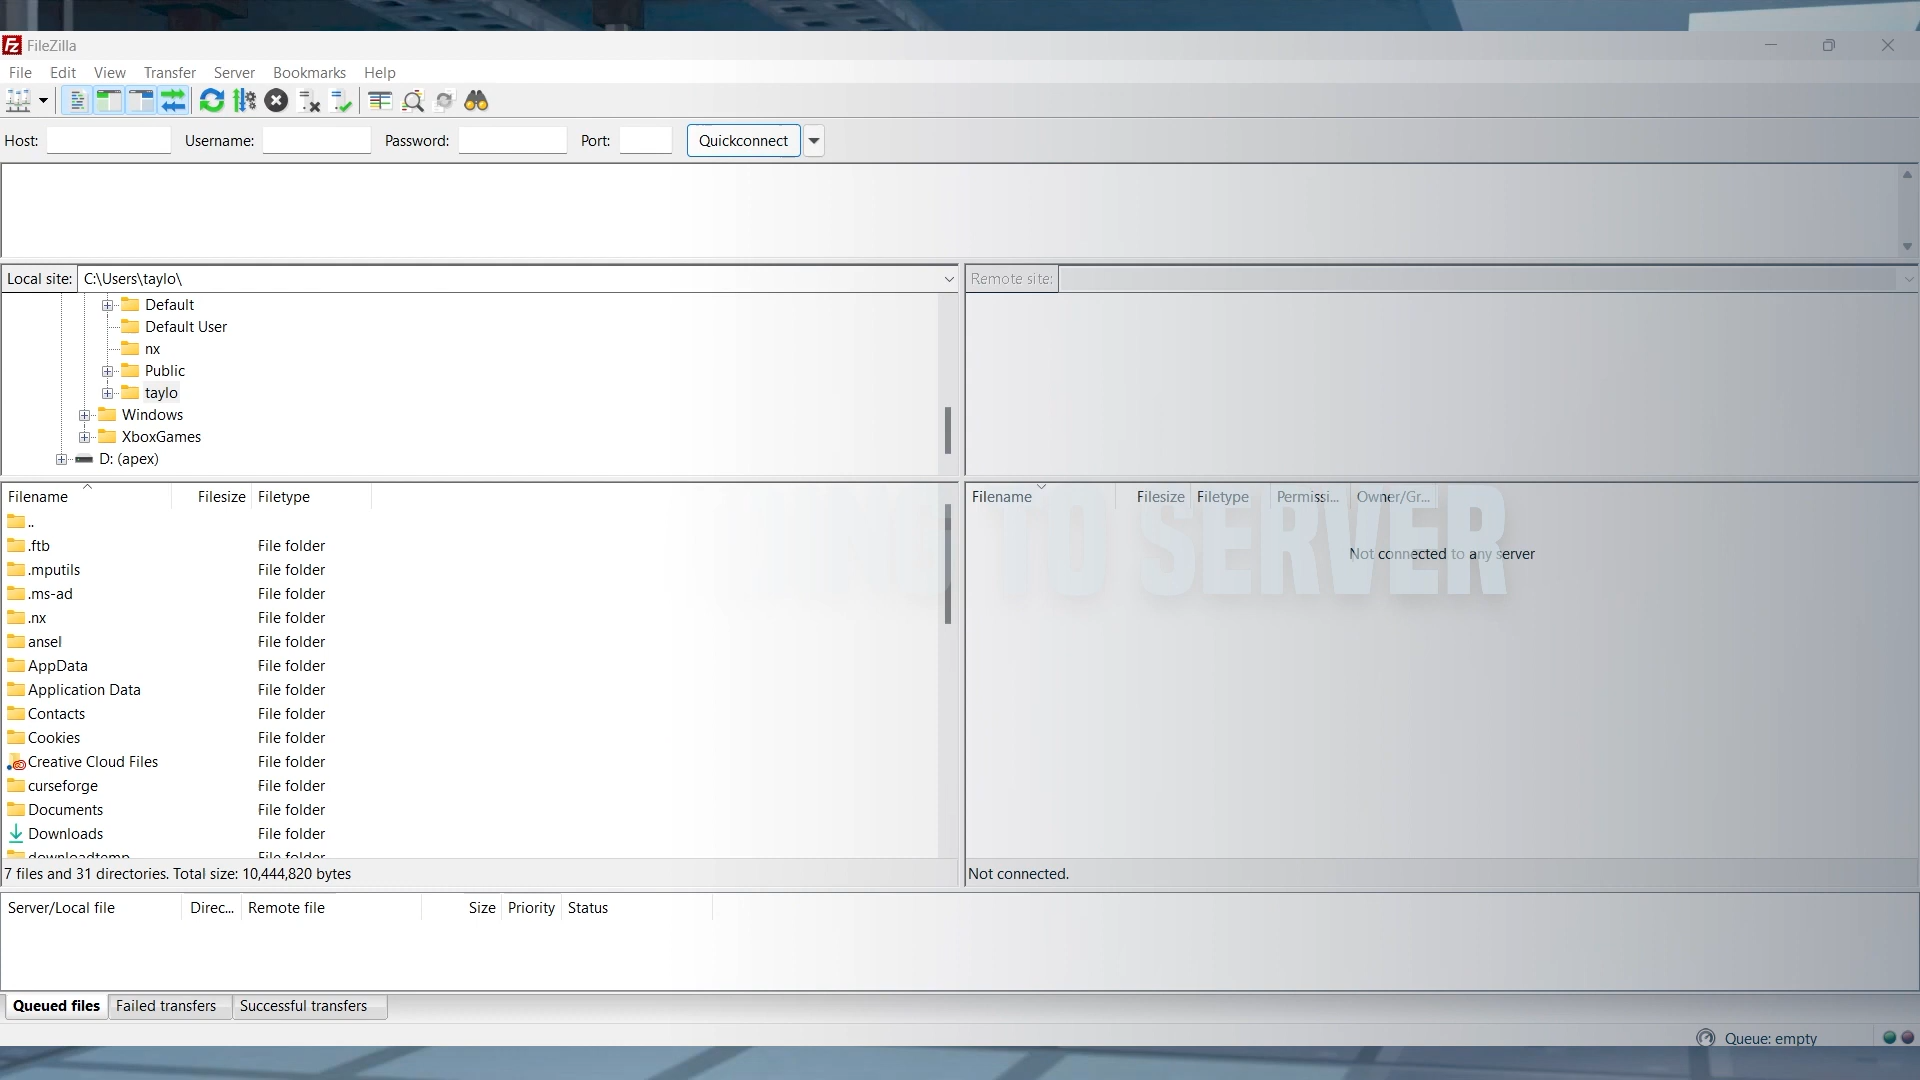 FileZilla
File Edit View Transfer Server Bookmarks Help
Host: Username: Password: Port: Quickconnect
Local site: C:\Users\taylo\
Remote site:
Default
Default User
nx
Public
taylo
Windows
XboxGames
D: (apex)
Filename Filesize Filetype
..
.ftb File folder
.mputils File folder
.ms-ad File folder
.nx File folder
ansel File folder
AppData File folder
Application Data File folder
Contacts File folder
Cookies File folder
Creative Cloud Files File folder
curseforge File folder
Documents File folder
Downloads File folder
downloadtemp File folder
7 files and 31 directories. Total size: 10,444,820 bytes
Filename Filesize Filetype Permissi... Owner/Gr...
TO SERVER
Not connected to any server
Not connected.
Server/Local file Direc... Remote file Size Priority Status
Queued files Failed transfers Successful transfers
Queue: empty